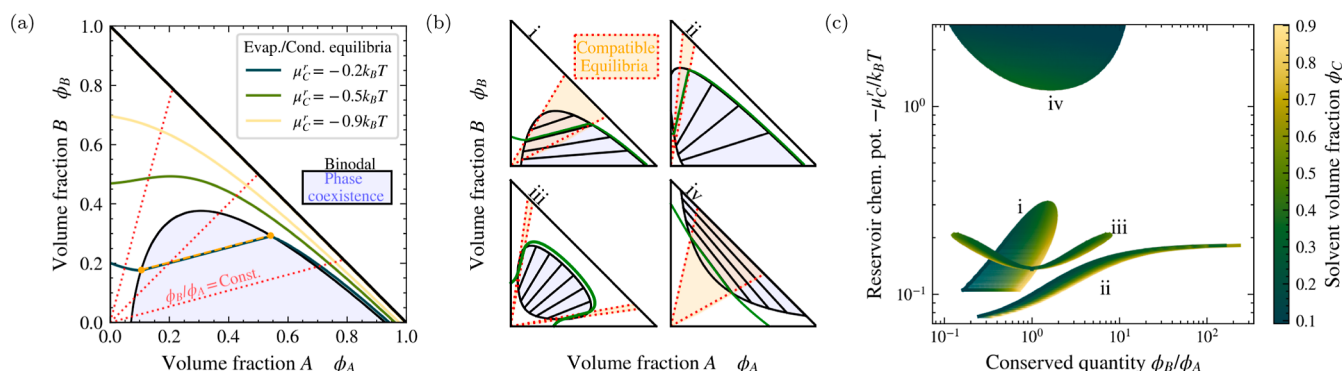 (a)
1.0
0.8
0.6
0.4
0.2
0.0
Volume fraction B ϕ_B
Evap./Cond. equilibria
μ_C^r = −0.2k_BT
μ_C^r = −0.5k_BT
μ_C^r = −0.9k_BT
Binodal
Phase
coexistence
ϕ_B/ϕ_A = Const.
0.0 0.2 0.4 0.6 0.8 1.0
Volume fraction A ϕ_A
(b)
i
Compatible
Equilibria
ii
iii
iv
Volume fraction B ϕ_B
Volume fraction A ϕ_A
(c)
Reservoir chem. pot. −μ_C^r/k_BT
10^0
10^−1
iv
i
iii
ii
10^−1 10^0 10^1 10^2
Conserved quantity ϕ_B/ϕ_A
0.9
0.8
0.7
0.6
0.5
0.4
0.3
0.2
0.1
Solvent volume fraction ϕ_C